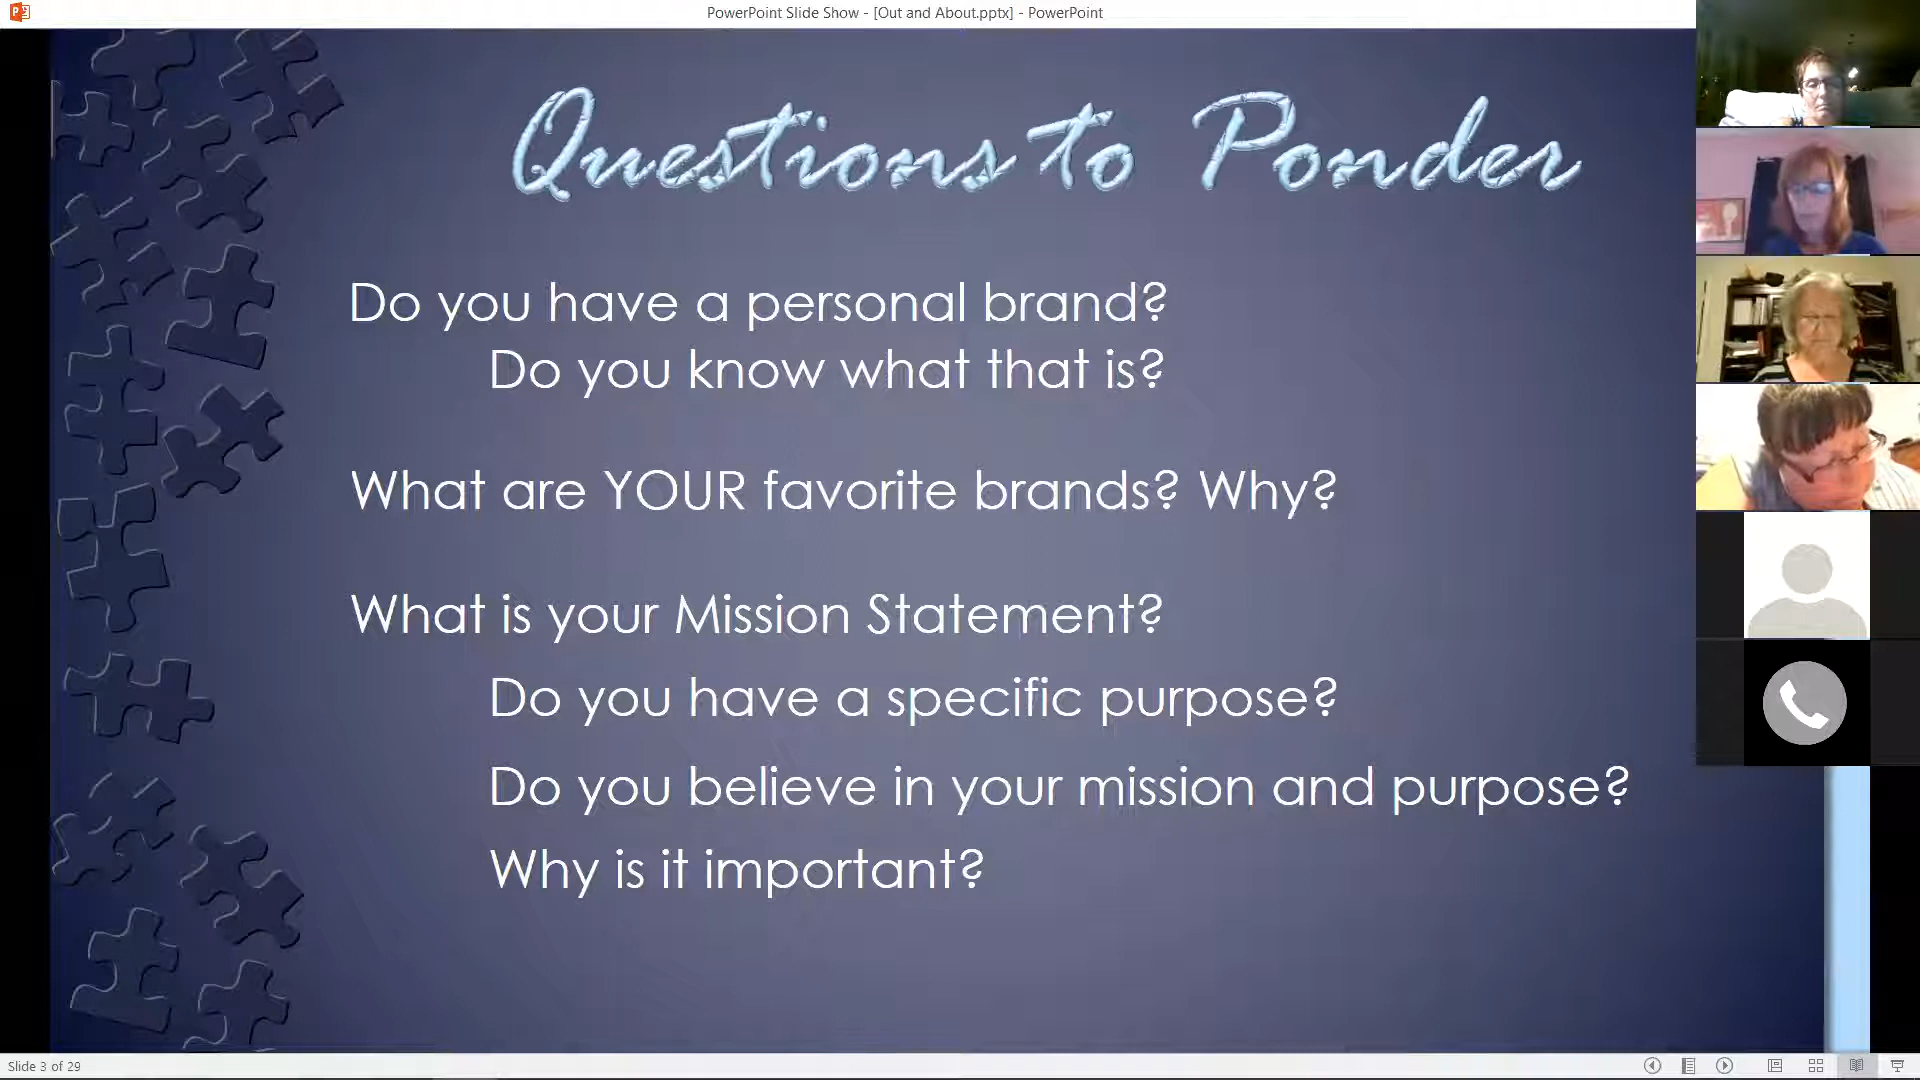 PowerPoint Slide Show - [Out and About.pptx] - PowerPoint
Questions to Ponder
Do you have a personal brand?
Do you know what that is?
What are YOUR favorite brands? Why?
What is your Mission Statement?
Do you have a specific purpose?
Do you believe in your mission and purpose?
Why is it important?
Slide 3 of 29